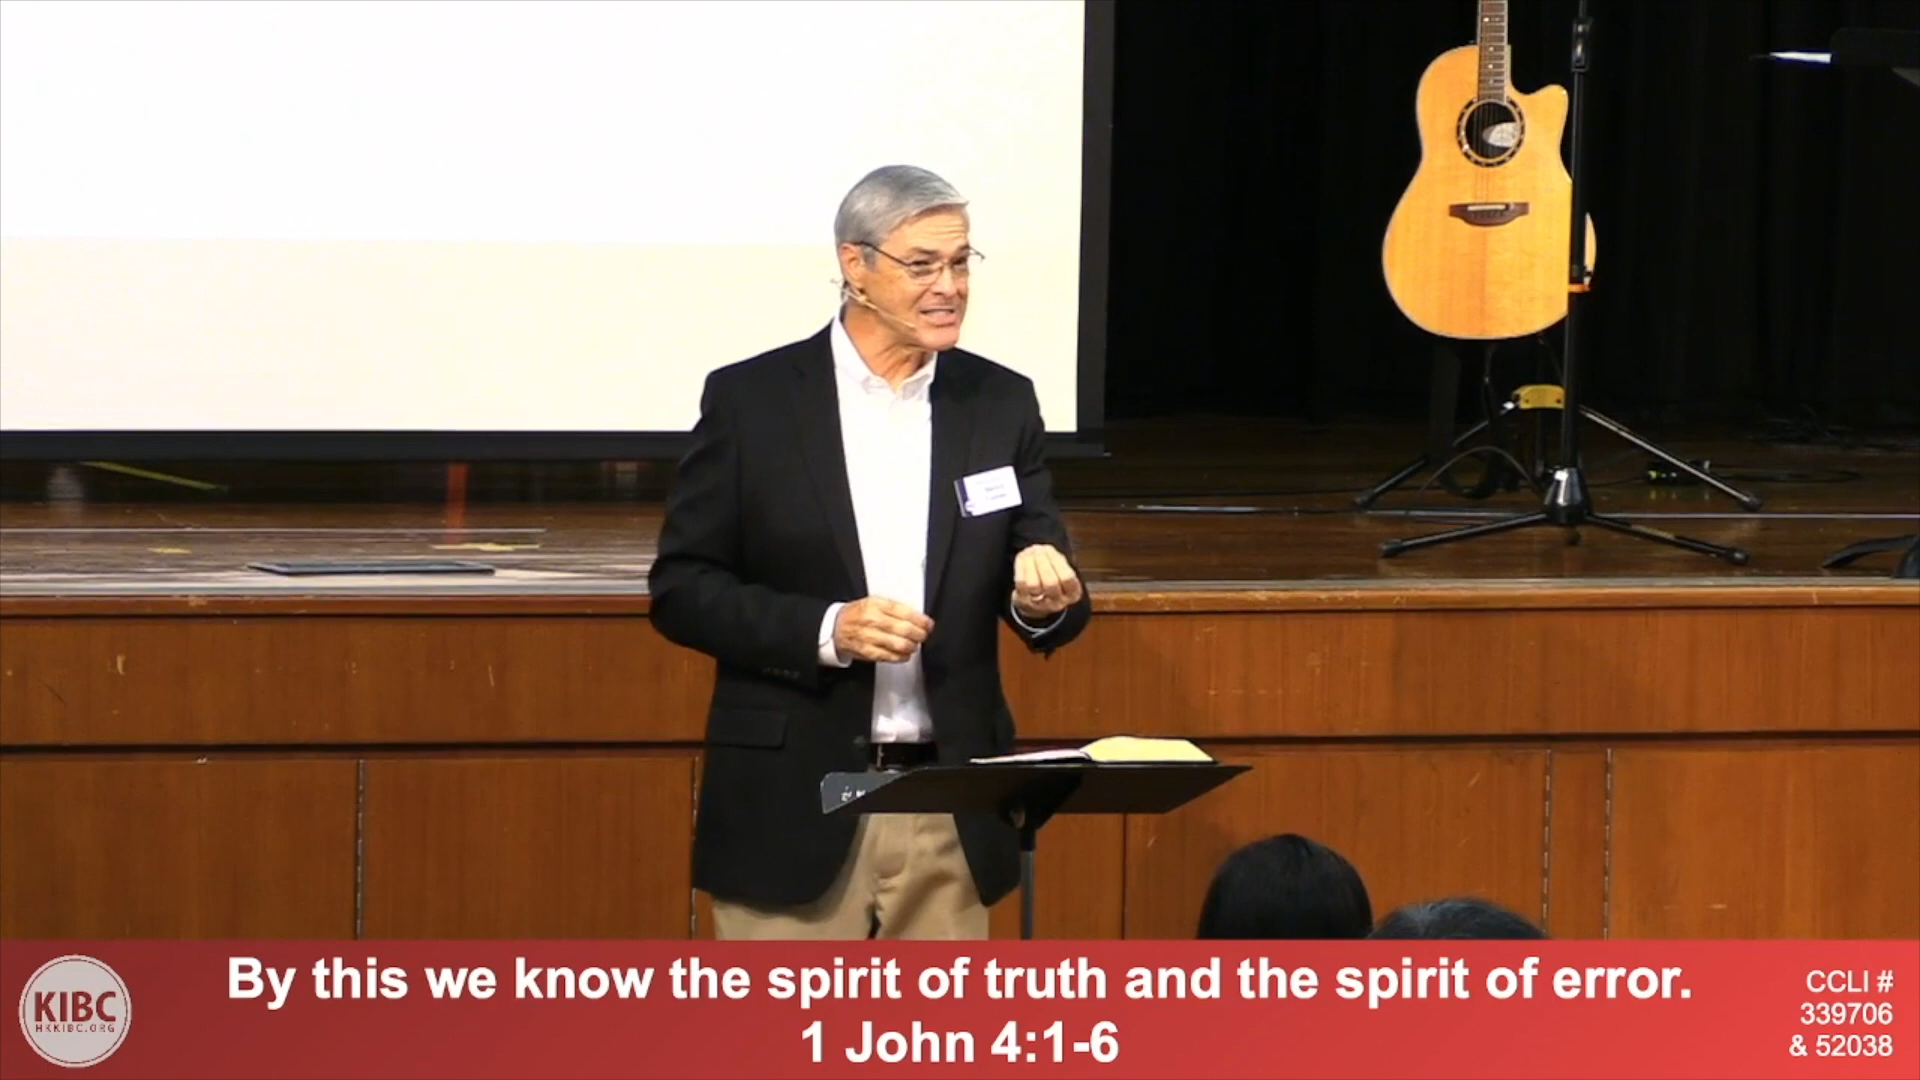 By this we know the spirit of truth and the spirit of error.
1 John 4:1-6
KIBC
HKKIBC.ORG
CCLI #
339706
& 52038